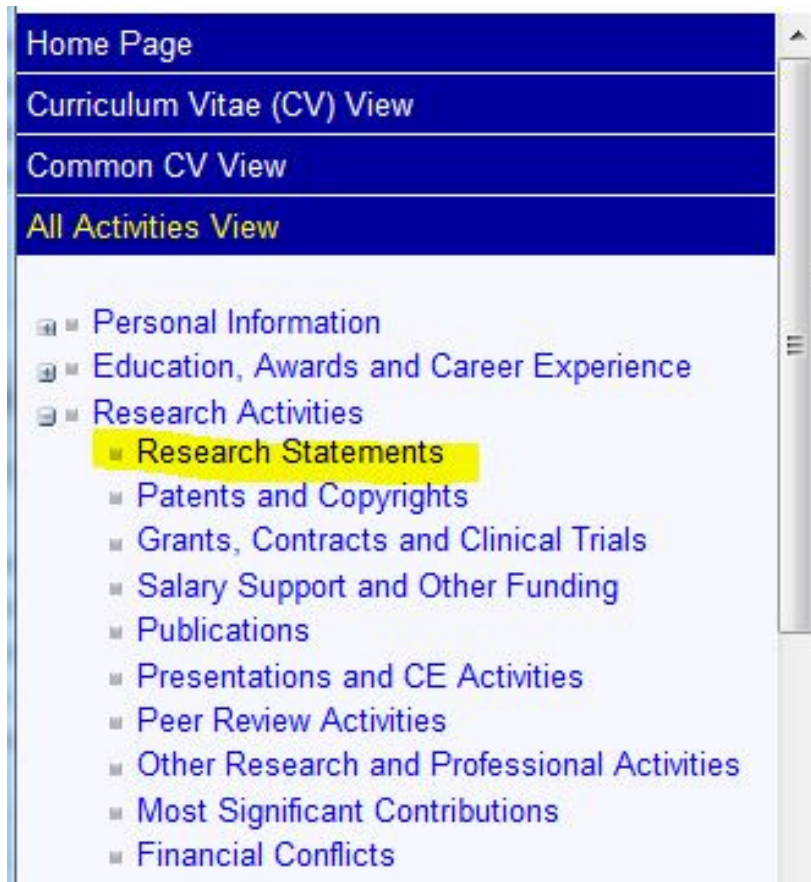 Home Page
Curriculum Vitae (CV) View
Common CV View
All Activities View
Personal Information
Education, Awards and Career Experience
Research Activities
Research Statements
Patents and Copyrights
Grants, Contracts and Clinical Trials
Salary Support and Other Funding
Publications
Presentations and CE Activities
Peer Review Activities
Other Research and Professional Activities
Most Significant Contributions
Financial Conflicts